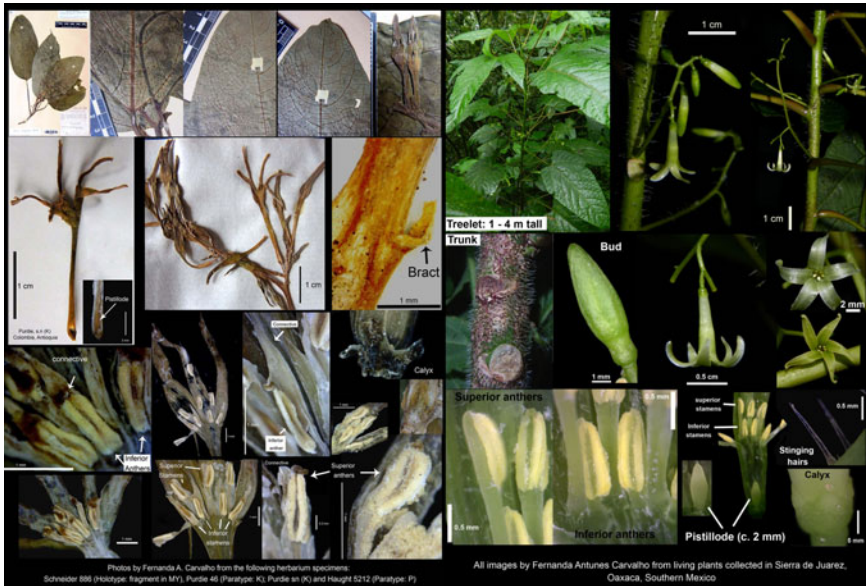 Bract
1 cm
1 cm
1 mm
Pistillode
Purdie, s.n (K)
Colombia, Antioquia
connective
Inferior
Anthers
Connective
Inferior
anther
Calyx
Superior
stamens
Inferior
stamens
Connective
Superior
anthers
Photos by Fernanda A. Carvalho from the following herbarium specimens:
Schneider 886 (Holotype: fragment in MY), Purdie 46 (Paratype: K); Purdie sn (K) and Haught 5212 (Paratype: P)
Treelet: 1 - 4 m tall
1 cm
1 cm
Trunk
Bud
1 mm
0.5 cm
2 mm
Superior anthers
0.5 mm
0.5 mm
Inferior anthers
superior
stamens
Inferior
stamens
0.5 mm
Stinging
hairs
Pistillode (c. 2 mm)
Calyx
5 mm
All images by Fernanda Antunes Carvalho from living plants collected in Sierra de Juarez,
Oaxaca, Southern Mexico